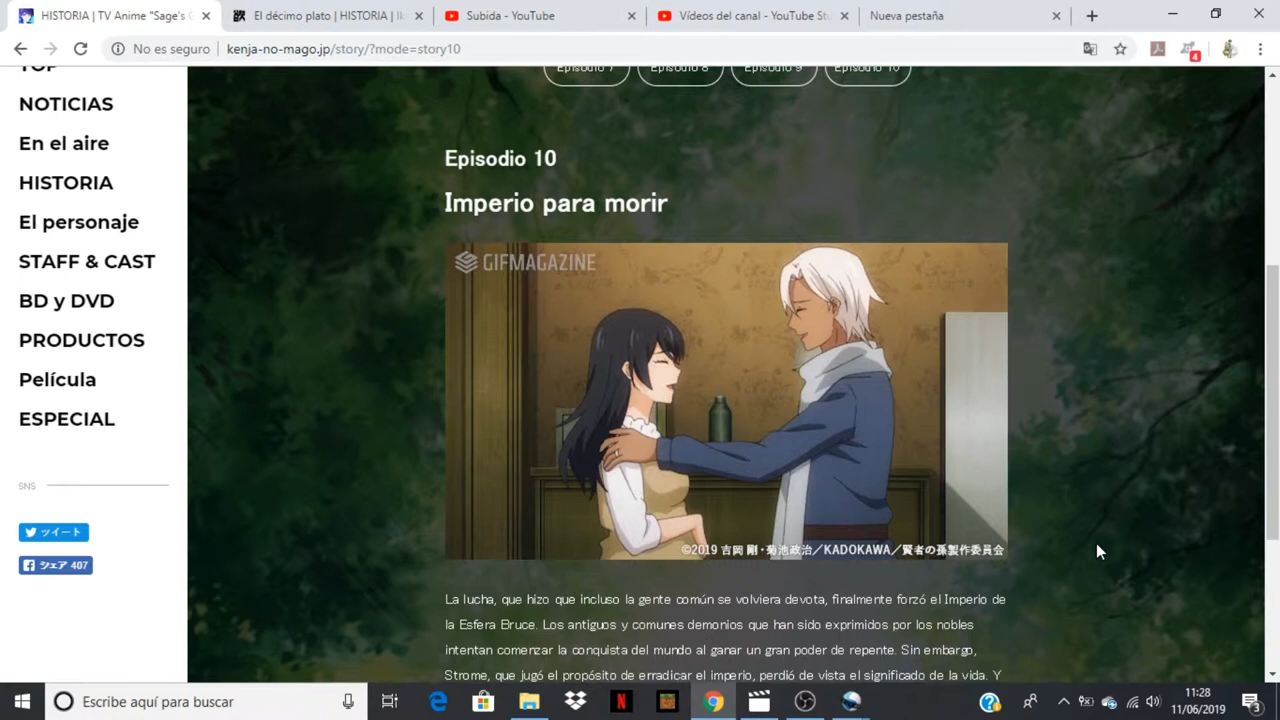 HISTORIA | TV Anime "Sage's G
El décimo plato | HISTORIA |
Subida - YouTube
Vídeos del canal - YouTube Stu
Nueva pestaña
No es seguro
kenja-no-mago.jp/story/?mode=story10
4
TOP
NOTICIAS
En el aire
HISTORIA
El personaje
STAFF & CAST
BD y DVD
PRODUCTOS
Película
ESPECIAL
SNS
ツイート
シェア 407
Episodio 7
Episodio 8
Episodio 9
Episodio 10
Episodio 10
Imperio para morir
GIFMAGAZINE
©2019 吉岡 剛・菊池政治／KADOKAWA／賢者の孫製作委員会
La lucha, que hizo que incluso la gente común se volviera devota, finalmente forzó el Imperio de
la Esfera Bruce. Los antiguos y comunes demonios que han sido exprimidos por los nobles
intentan comenzar la conquista del mundo al ganar un gran poder de repente. Sin embargo,
Strome, que jugó el propósito de erradicar el imperio, perdió de vista el significado de la vida. Y
Escribe aquí para buscar
11:28
11/06/2019
3